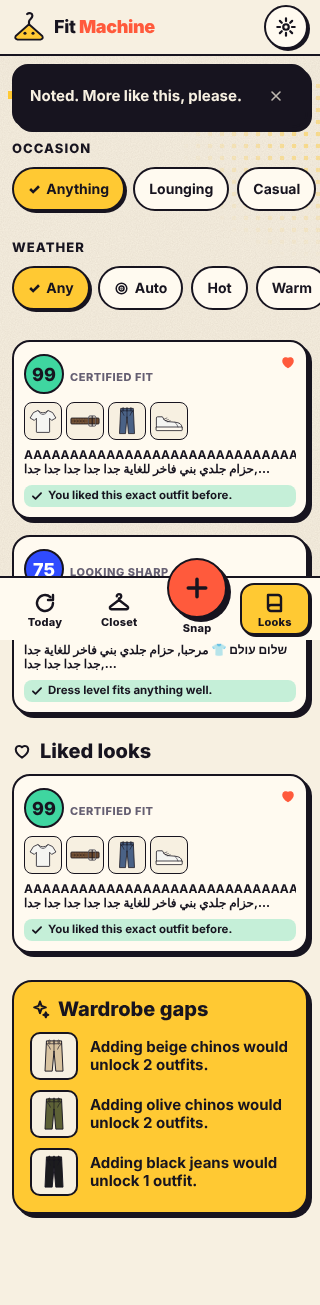 Fit Machine
Noted. More like this, please.
OCCASION
Anything
Lounging
Casual
WEATHER
Any
Auto
Hot
Warm
99
CERTIFIED FIT
AAAAAAAAAAAAAAAAAAAAAAAAAAAAA
حزام جلدي بني فاخر للغاية جدا جدا جدا جدا جدا,...
You liked this exact outfit before.
75
LOOKING SHARP
Today
Closet
Snap
Looks
שלום עולם 👕 مرحبا, حزام جلدي بني فاخر للغاية جدا
جدا جدا جدا جدا,...
Dress level fits anything well.
Liked looks
99
CERTIFIED FIT
AAAAAAAAAAAAAAAAAAAAAAAAAAAAA
حزام جلدي بني فاخر للغاية جدا جدا جدا جدا جدا,...
You liked this exact outfit before.
Wardrobe gaps
Adding beige chinos would
unlock 2 outfits.
Adding olive chinos would
unlock 2 outfits.
Adding black jeans would
unlock 1 outfit.